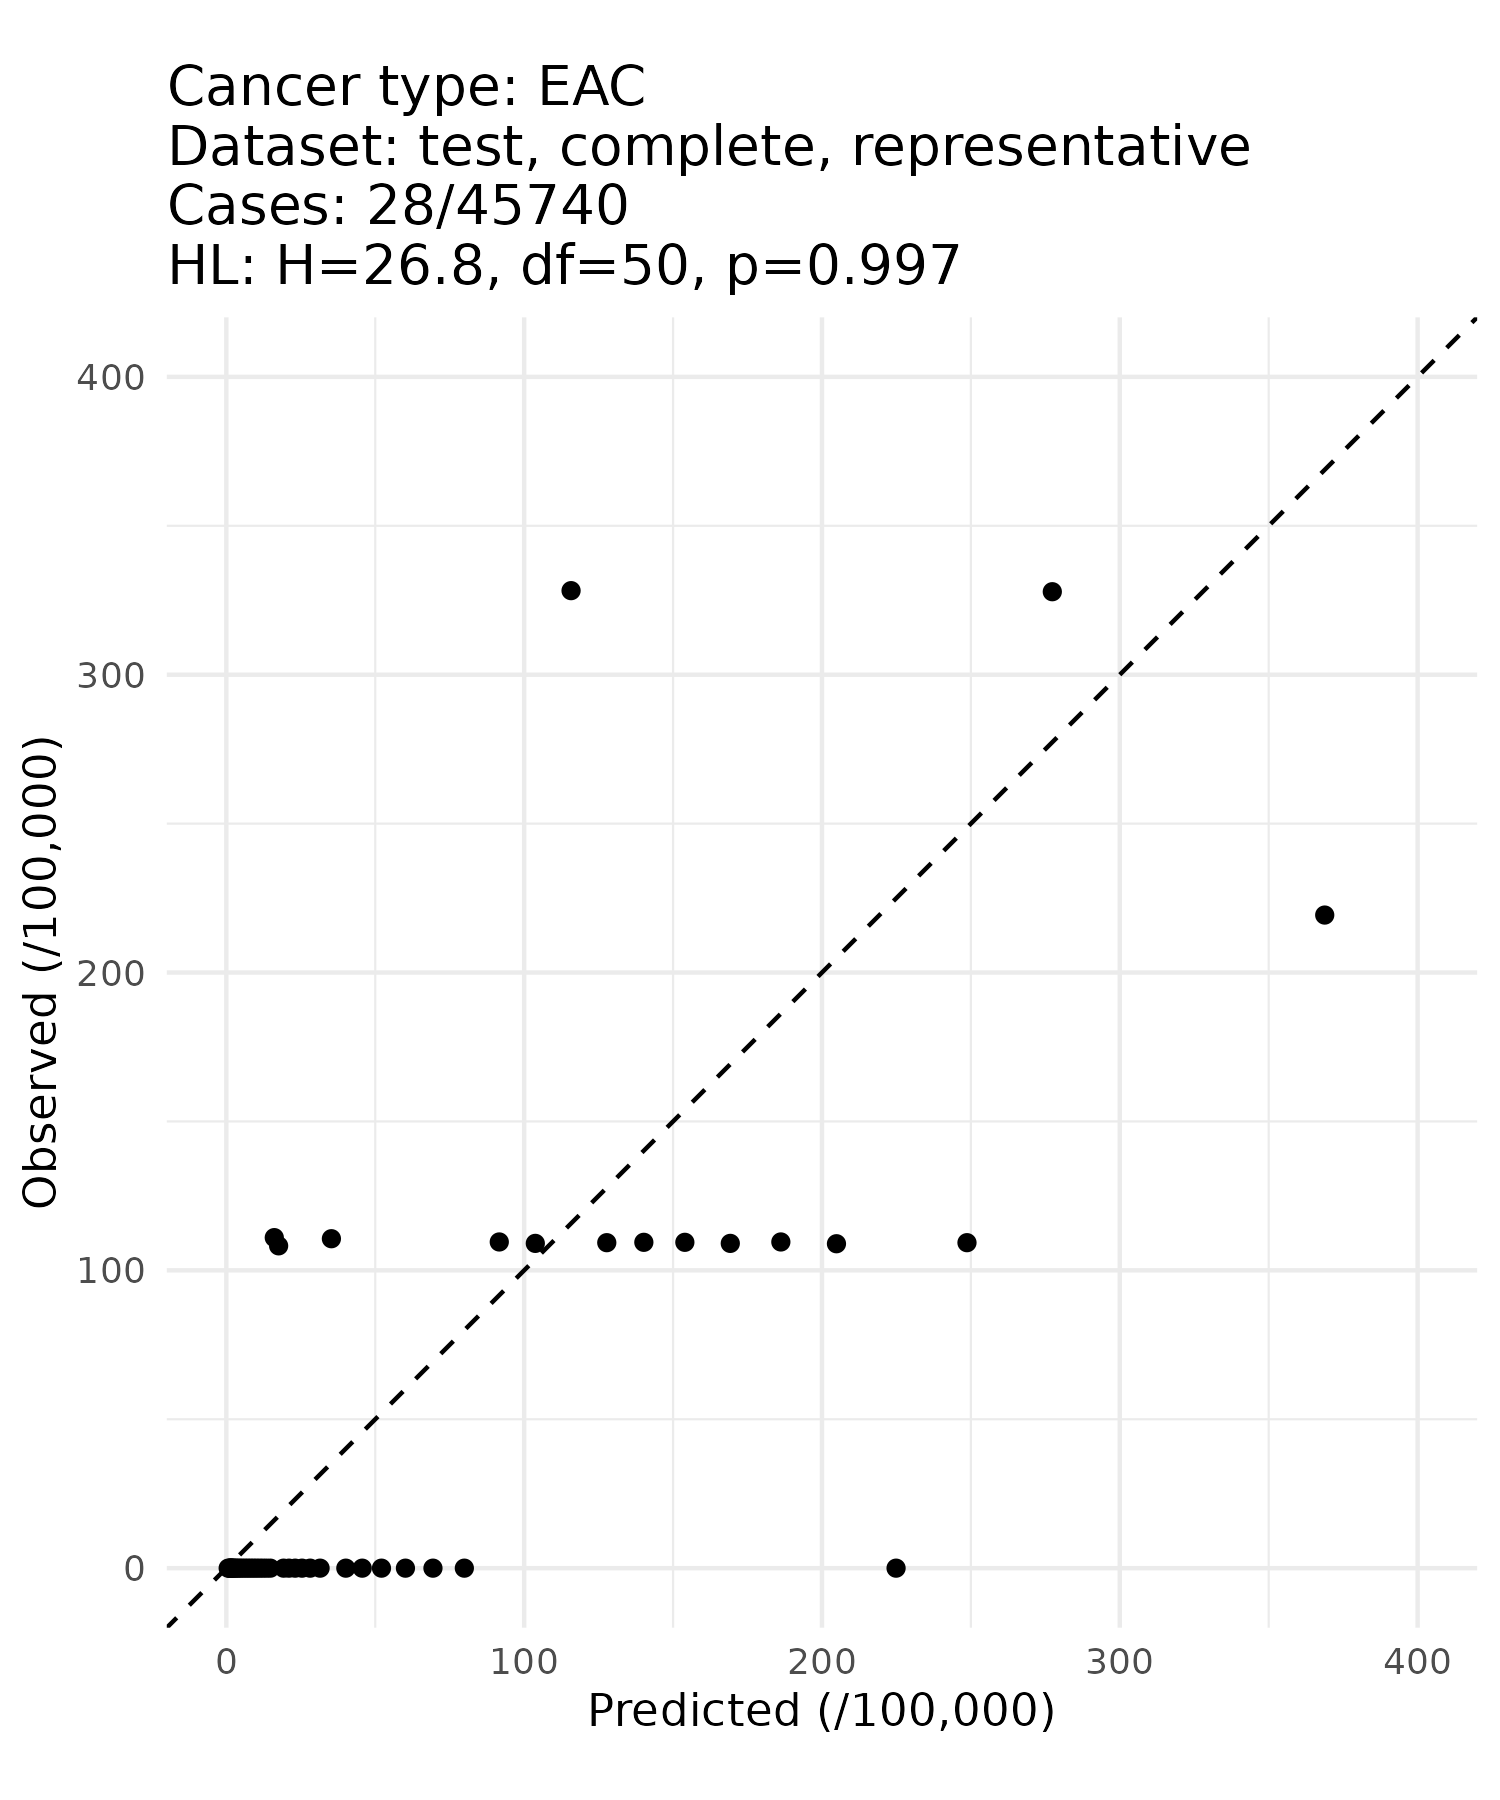 Cancer type: EAC
Dataset: test, complete, representative
Cases: 28/45740
HL: H=26.8, df=50, p=0.997
400
300
200
100
0
Observed (/100,000)
0 100 200 300 400
Predicted (/100,000)